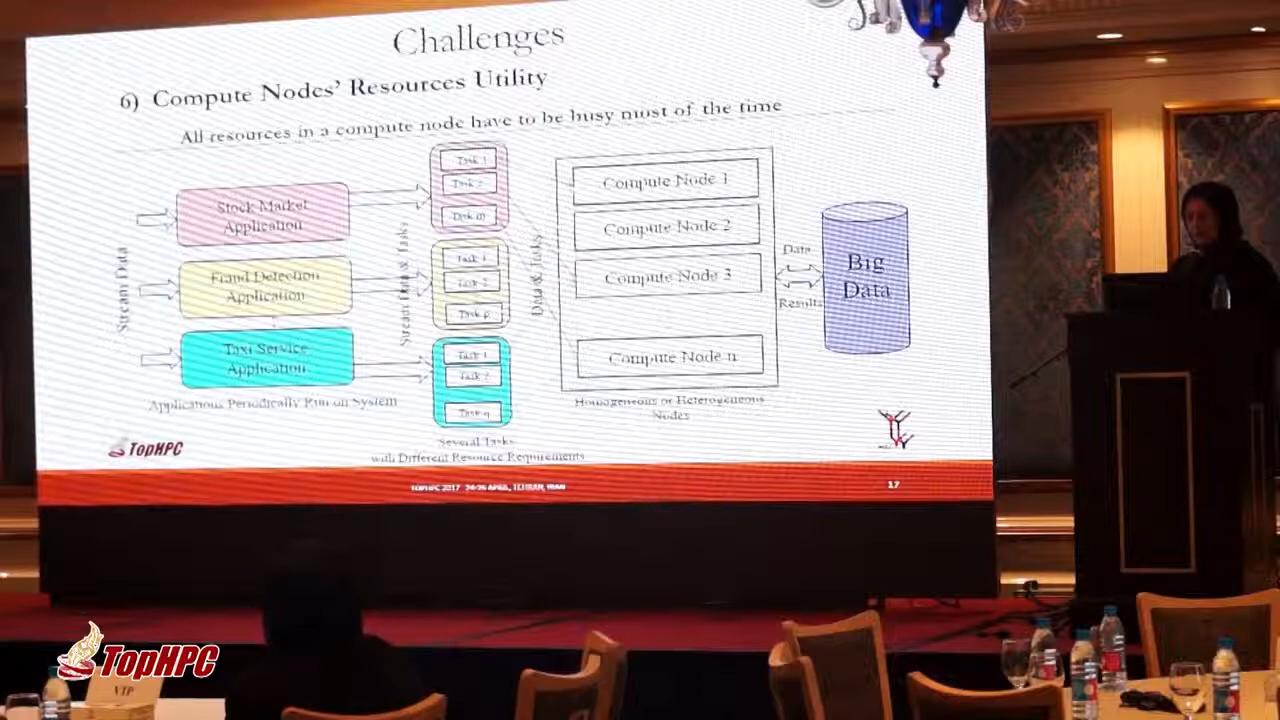 Challenges
6) Compute Nodes' Resources Utility
All resources in a compute node have to be busy most of the time
Stream Data
Stock Market
Application
Fraud Detection
Application
Taxi Service
Application
Applications Periodically Run on System
Stream Data & Tasks
Task 1
Task 2
Task m
Task 1
Task 2
Task p
Task 1
Task 2
Task q
Several Tasks
with Different Resource Requirements
Data & Tasks
Compute Node 1
Compute Node 2
Compute Node 3
Compute Node n
Homogeneous or Heterogeneous
Nodes
Data
Results
Big
Data
TopHPC
TOPHPC 2017 24-26 APRIL, TEHRAN, IRAN
17
TopHPC
VIP